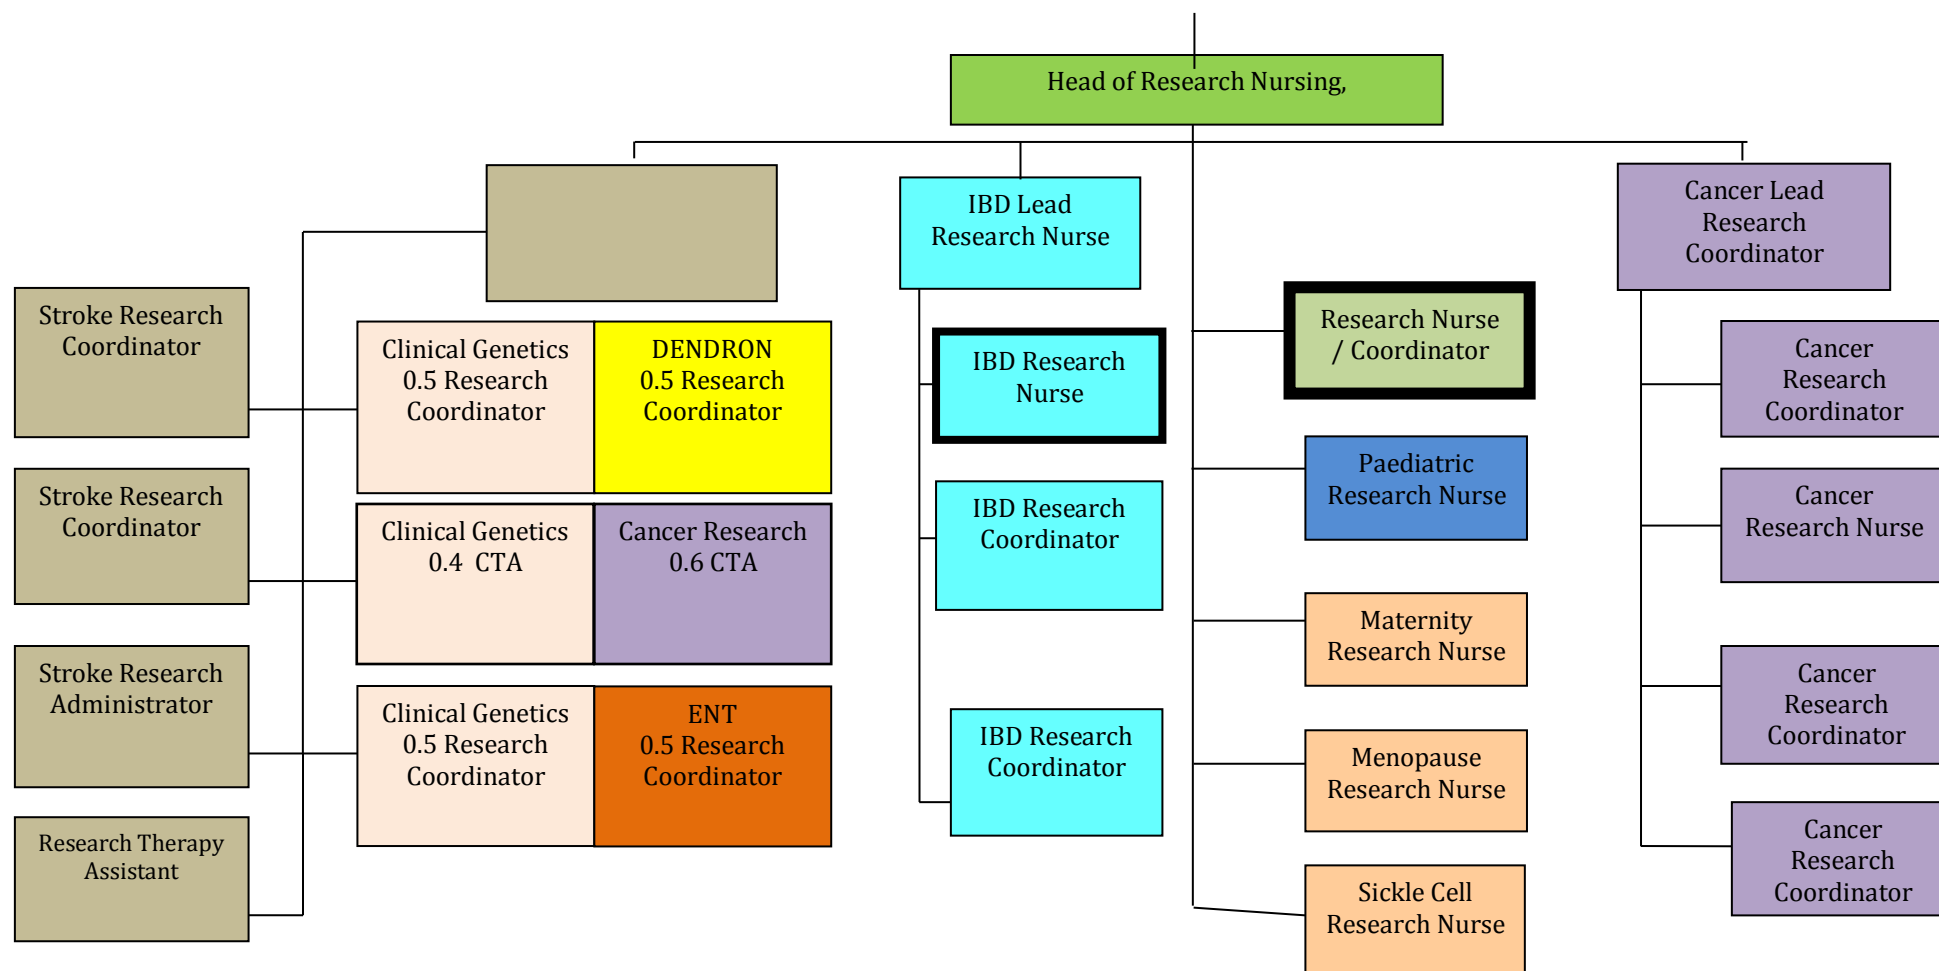 Head of Research Nursing,
IBD Lead
Research Nurse
Cancer Lead
Research
Coordinator
Stroke Research
Coordinator
Clinical Genetics
0.5 Research
Coordinator
DENDRON
0.5 Research
Coordinator
IBD Research
Nurse
Research Nurse
/ Coordinator
Cancer
Research
Coordinator
Stroke Research
Coordinator
Clinical Genetics
0.4  CTA
Cancer Research
0.6 CTA
IBD Research
Coordinator
Paediatric
Research Nurse
Cancer
Research Nurse
Stroke Research
Administrator
Clinical Genetics
0.5 Research
Coordinator
ENT
0.5 Research
Coordinator
IBD Research
Coordinator
Maternity
Research Nurse
Menopause
Research Nurse
Cancer
Research
Coordinator
Research Therapy
Assistant
Sickle Cell
Research Nurse
Cancer
Research
Coordinator